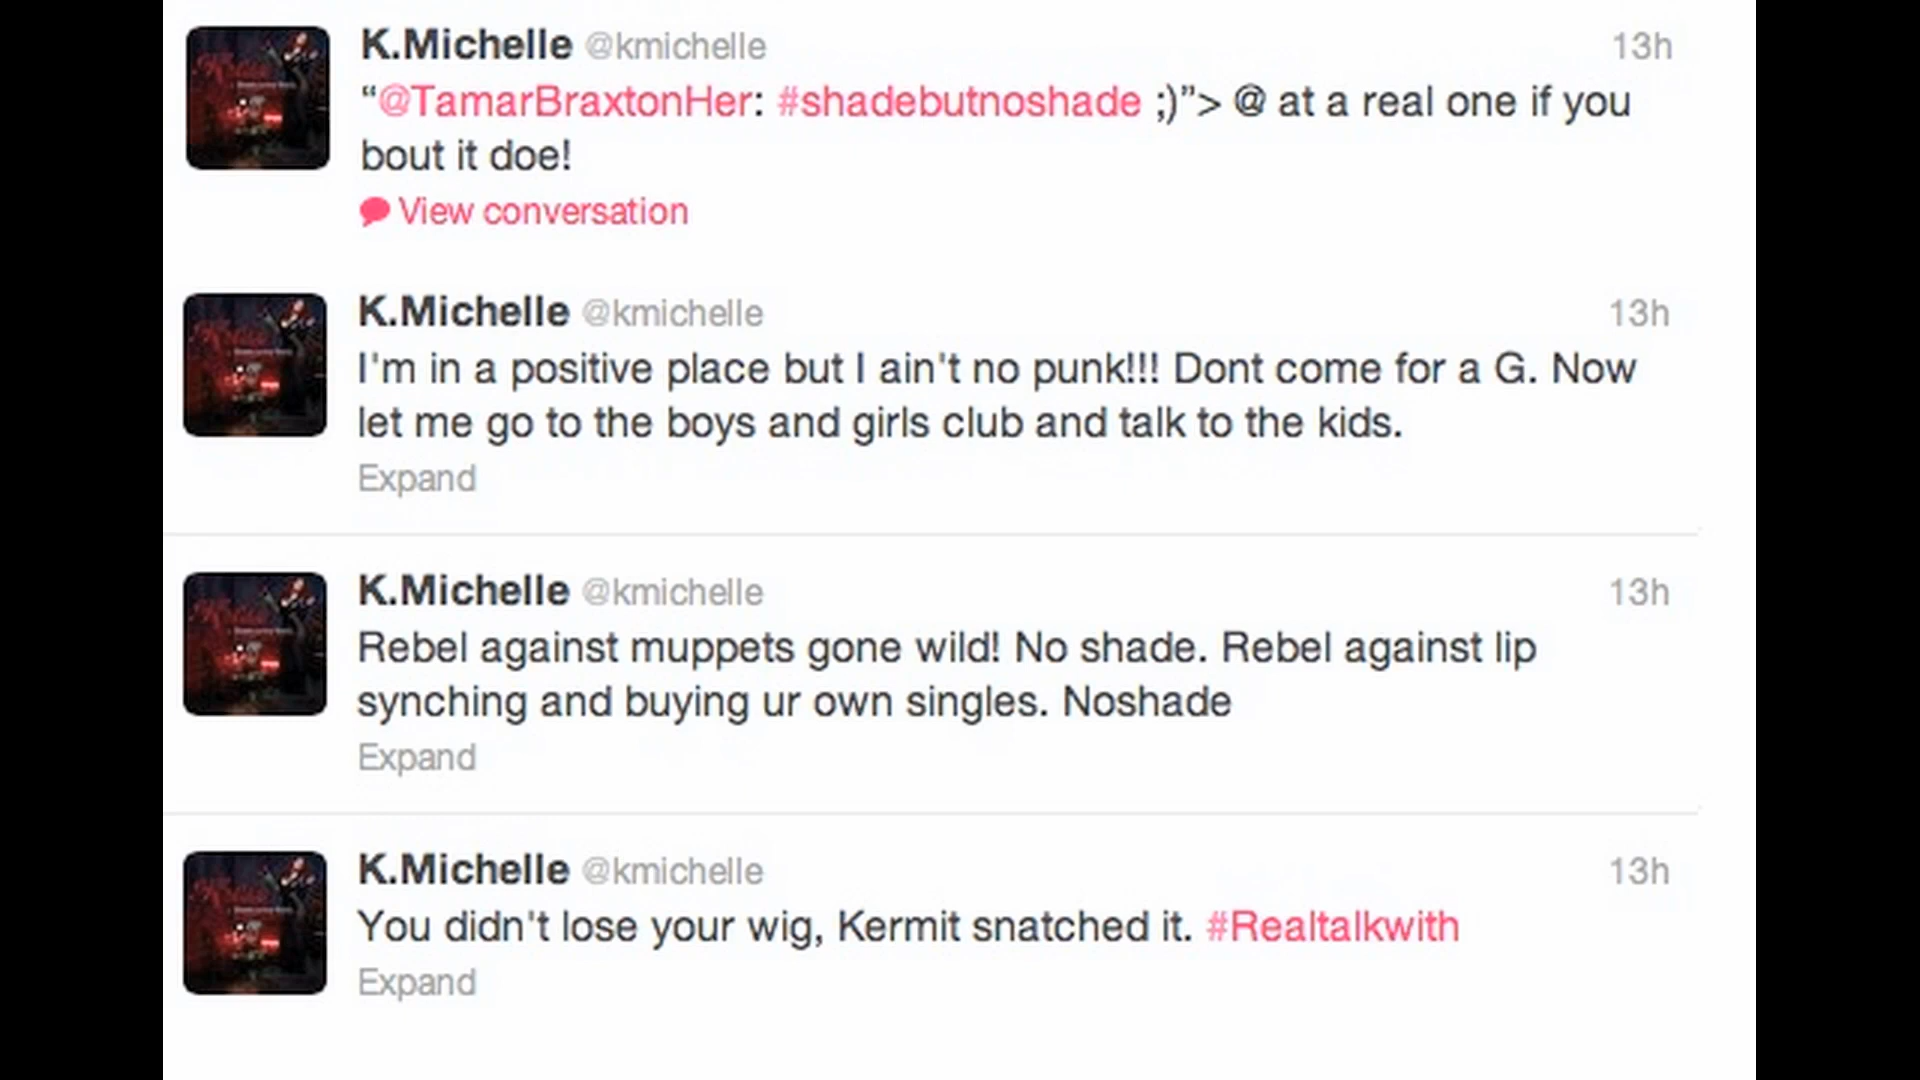 K.Michelle @kmichelle 13h
“@TamarBraxtonHer: #shadebutnoshade ;)”> @ at a real one if you
bout it doe!
View conversation
K.Michelle @kmichelle 13h
I'm in a positive place but I ain't no punk!!! Dont come for a G. Now
let me go to the boys and girls club and talk to the kids.
Expand
K.Michelle @kmichelle 13h
Rebel against muppets gone wild! No shade. Rebel against lip
synching and buying ur own singles. Noshade
Expand
K.Michelle @kmichelle 13h
You didn't lose your wig, Kermit snatched it. #Realtalkwith
Expand